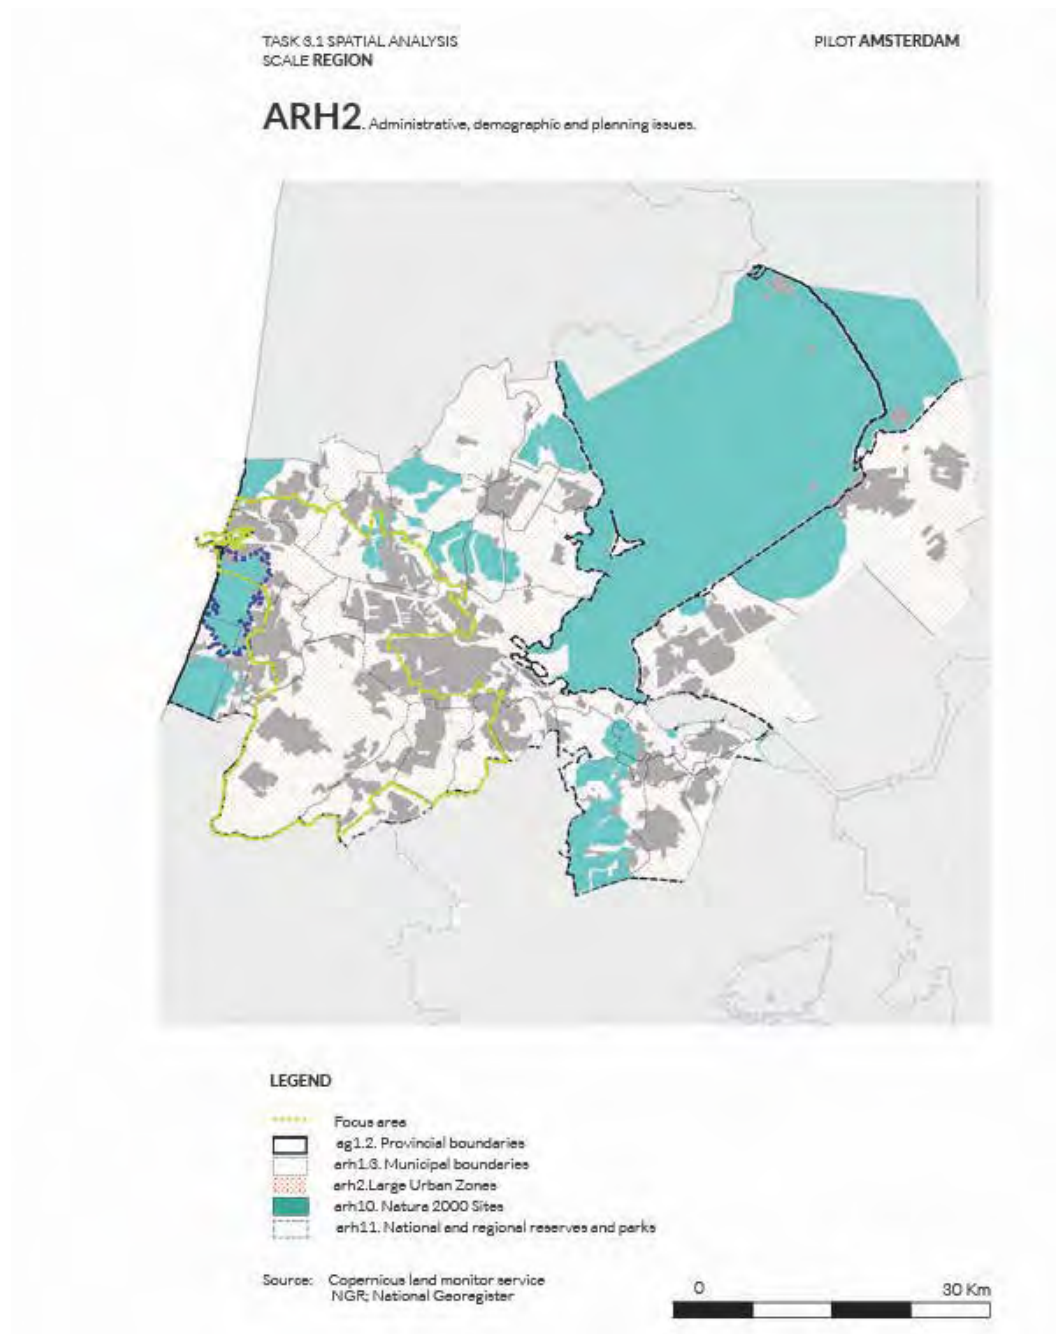 TASK 3.1 SPATIAL ANALYSIS
SCALE REGION
PILOT AMSTERDAM
ARH2. Administrative, demographic and planning issues.
LEGEND
Focus area
ag1.2. Provincial boundaries
arh1.3. Municipal boundaries
arh2.Large Urban Zones
arh10. Natura 2000 Sites
arh11. National and regional reserves and parks
Source: Copernicus land monitor service
NGR; National Georegister
0 30 Km